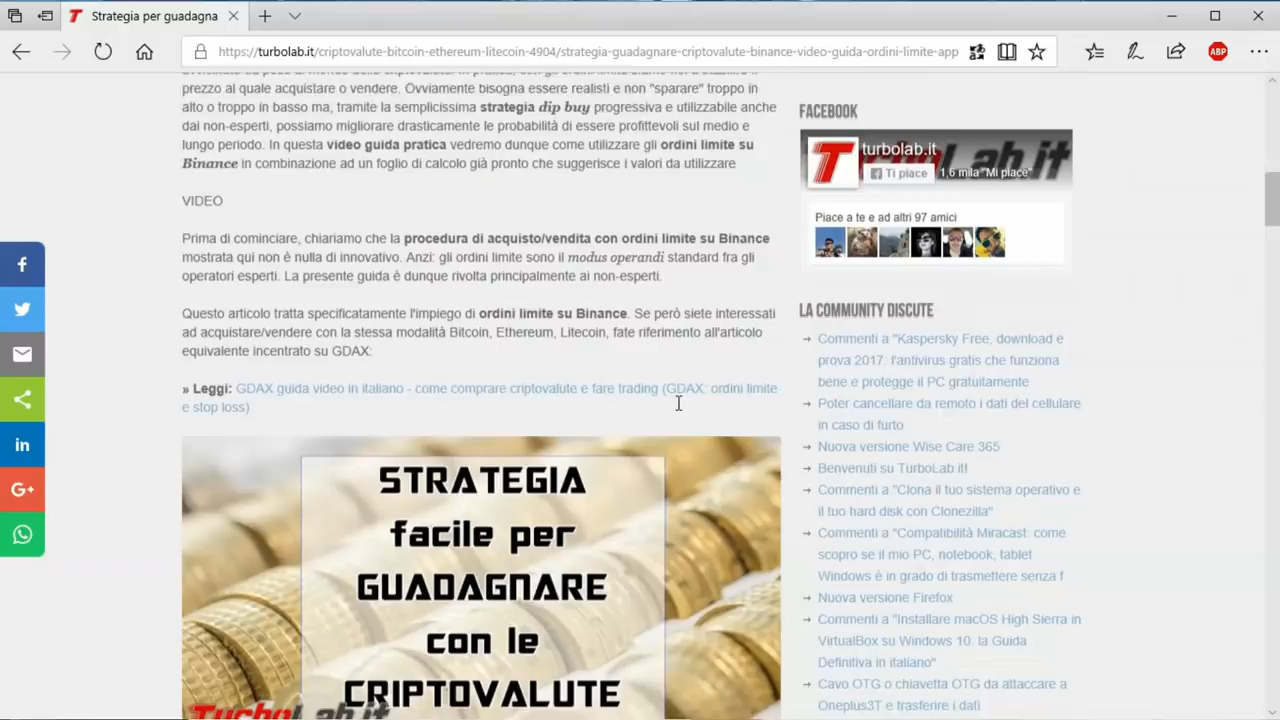 Strategia per guadagna
https://turbolab.it/criptovalute-bitcoin-ethereum-litecoin-4904/strategia-guadagnare-criptovalute-binance-video-guida-ordini-limite-app
ABP
prezzo al quale acquistare o vendere. Ovviamente bisogna essere realisti e non "sparare" troppo in
alto o troppo in basso ma, tramite la semplicissima strategia dip buy progressiva e utilizzabile anche
dai non-esperti, possiamo migliorare drasticamente le probabilità di essere profittevoli sul medio e
lungo periodo. In questa video guida pratica vedremo dunque come utilizzare gli ordini limite su
Binance in combinazione ad un foglio di calcolo già pronto che suggerisce i valori da utilizzare
VIDEO
Prima di cominciare, chiariamo che la procedura di acquisto/vendita con ordini limite su Binance
mostrata qui non è nulla di innovativo. Anzi: gli ordini limite sono il modus operandi standard fra gli
operatori esperti. La presente guida è dunque rivolta principalmente ai non-esperti.
Questo articolo tratta specificatamente l'impiego di ordini limite su Binance. Se però siete interessati
ad acquistare/vendere con la stessa modalità Bitcoin, Ethereum, Litecoin, fate riferimento all'articolo
equivalente incentrato su GDAX:
» Leggi: GDAX guida video in italiano - come comprare criptovalute e fare trading (GDAX: ordini limite
e stop loss)
STRATEGIA
facile per
GUADAGNARE
con le
CRIPTOVALUTE
TurboLab.it
FACEBOOK
turbolab.it
Ti piace
1,6 mila "Mi piace"
Piace a te e ad altri 97 amici
LA COMMUNITY DISCUTE
Commenti a "Kaspersky Free, download e
prova 2017: l'antivirus gratis che funziona
bene e protegge il PC gratuitamente
Poter cancellare da remoto i dati del cellulare
in caso di furto
Nuova versione Wise Care 365
Benvenuti su TurboLab it!
Commenti a "Clona il tuo sistema operativo e
il tuo hard disk con Clonezilla"
Commenti a "Compatibilità Miracast: come
scopro se il mio PC, notebook, tablet
Windows è in grado di trasmettere senza f
Nuova versione Firefox
Commenti a "Installare macOS High Sierra in
VirtualBox su Windows 10. la Guida
Definitiva in italiano"
Cavo OTG o chiavetta OTG da attaccare a
Oneplus3T e trasferire i dati